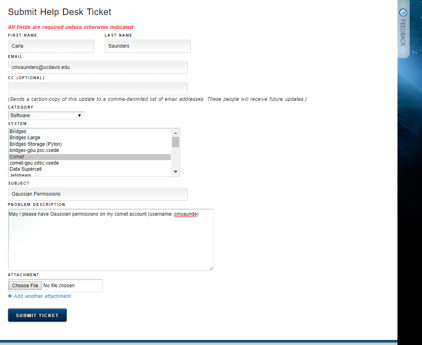 Submit Help Desk Ticket
All fields are required unless otherwise indicated
FIRST NAME LAST NAME
Carla Saunders
EMAIL
cmsaunders@ucdavis.edu
CC (OPTIONAL)
(Sends a carbon-copy of this update to a comma-delimited list of email addresses. These people will receive future updates.)
CATEGORY
Software
SYSTEM
Bridges
Bridges Large
Bridges Storage (Pylon)
bridges-gpu.psc.xsede
Comet
comet-gpu.sdsc.xsede
Data Supercell
Jetstream
SUBJECT
Gaussian Permissions
PROBLEM DESCRIPTION
May I please have Gaussian permissions on my comet account (username: cmsaunde)
ATTACHMENT
Choose File No file chosen
Add another attachment
SUBMIT TICKET
FEEDBACK